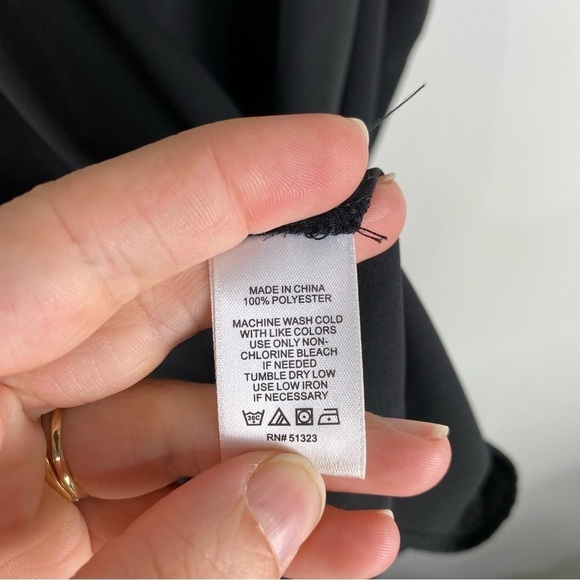 MADE IN CHINA
100% POLYESTER
MACHINE WASH COLD
WITH LIKE COLORS
USE ONLY NON-
CHLORINE BLEACH
IF NEEDED
TUMBLE DRY LOW
USE LOW IRON
IF NECESSARY
30C
RN# 51323